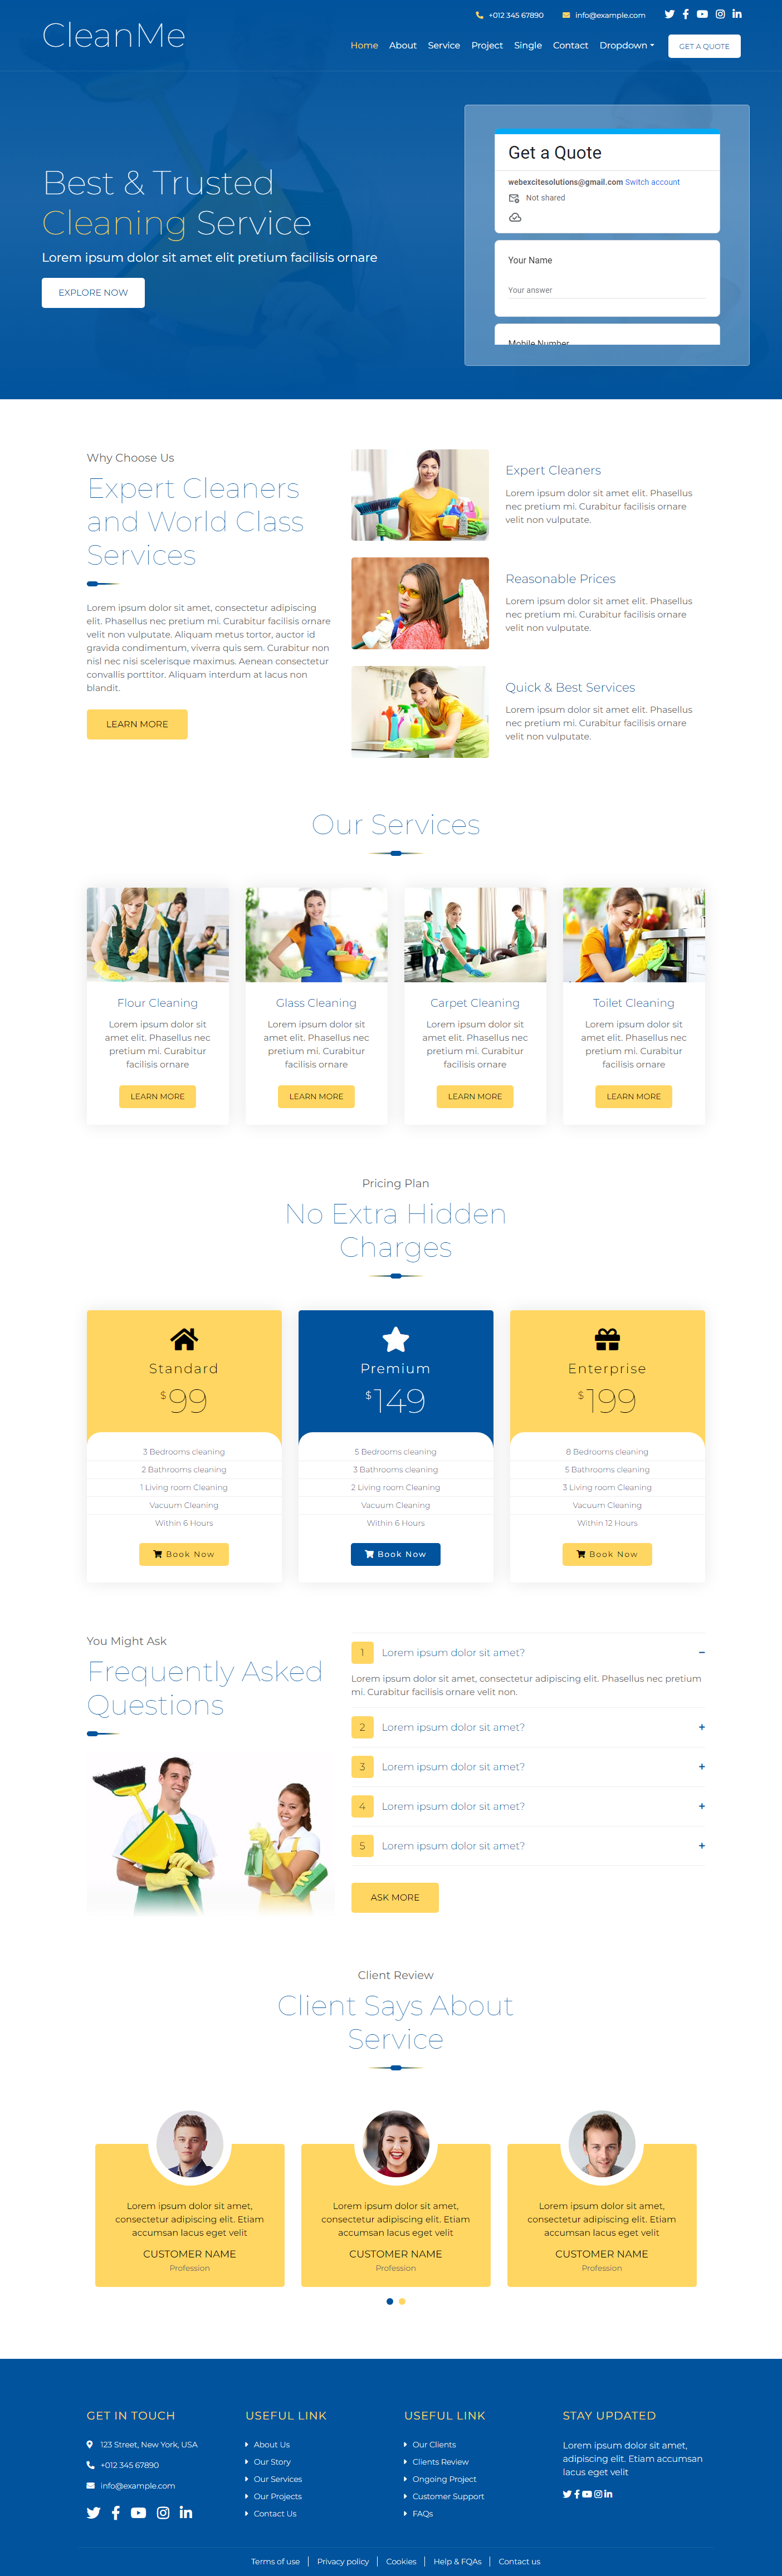 +012 345 67890
info@example.com
CleanMe
Home
About
Service
Project
Single
Contact
Dropdown
GET A QUOTE
Best & Trusted
Cleaning Service
Lorem ipsum dolor sit amet elit pretium facilisis ornare
EXPLORE NOW
Get a Quote
webexcitesolutions@gmail.com Switch account
Not shared
Your Name
Your answer
Mobile Number
Why Choose Us
Expert Cleaners
and World Class
Services
Lorem ipsum dolor sit amet, consectetur adipiscing
elit. Phasellus nec pretium mi. Curabitur facilisis ornare
velit non vulputate. Aliquam metus tortor, auctor id
gravida condimentum, viverra quis sem. Curabitur non
nisl nec nisi scelerisque maximus. Aenean consectetur
convallis porttitor. Aliquam interdum at lacus non
blandit.
LEARN MORE
Expert Cleaners
Lorem ipsum dolor sit amet elit. Phasellus
nec pretium mi. Curabitur facilisis ornare
velit non vulputate.
Reasonable Prices
Lorem ipsum dolor sit amet elit. Phasellus
nec pretium mi. Curabitur facilisis ornare
velit non vulputate.
Quick & Best Services
Lorem ipsum dolor sit amet elit. Phasellus
nec pretium mi. Curabitur facilisis ornare
velit non vulputate.
Our Services
Flour Cleaning
Lorem ipsum dolor sit
amet elit. Phasellus nec
pretium mi. Curabitur
facilisis ornare
LEARN MORE
Glass Cleaning
Lorem ipsum dolor sit
amet elit. Phasellus nec
pretium mi. Curabitur
facilisis ornare
LEARN MORE
Carpet Cleaning
Lorem ipsum dolor sit
amet elit. Phasellus nec
pretium mi. Curabitur
facilisis ornare
LEARN MORE
Toilet Cleaning
Lorem ipsum dolor sit
amet elit. Phasellus nec
pretium mi. Curabitur
facilisis ornare
LEARN MORE
Pricing Plan
No Extra Hidden
Charges
Standard
$99
3 Bedrooms cleaning
2 Bathrooms cleaning
1 Living room Cleaning
Vacuum Cleaning
Within 6 Hours
Book Now
Premium
$149
5 Bedrooms cleaning
3 Bathrooms cleaning
2 Living room Cleaning
Vacuum Cleaning
Within 6 Hours
Book Now
Enterprise
$199
8 Bedrooms cleaning
5 Bathrooms cleaning
3 Living room Cleaning
Vacuum Cleaning
Within 12 Hours
Book Now
You Might Ask
Frequently Asked
Questions
1 Lorem ipsum dolor sit amet? −
Lorem ipsum dolor sit amet, consectetur adipiscing elit. Phasellus nec pretium
mi. Curabitur facilisis ornare velit non.
2 Lorem ipsum dolor sit amet? +
3 Lorem ipsum dolor sit amet? +
4 Lorem ipsum dolor sit amet? +
5 Lorem ipsum dolor sit amet? +
ASK MORE
Client Review
Client Says About
Service
Lorem ipsum dolor sit amet,
consectetur adipiscing elit. Etiam
accumsan lacus eget velit
CUSTOMER NAME
Profession
Lorem ipsum dolor sit amet,
consectetur adipiscing elit. Etiam
accumsan lacus eget velit
CUSTOMER NAME
Profession
Lorem ipsum dolor sit amet,
consectetur adipiscing elit. Etiam
accumsan lacus eget velit
CUSTOMER NAME
Profession
GET IN TOUCH
123 Street, New York, USA
+012 345 67890
info@example.com
USEFUL LINK
About Us
Our Story
Our Services
Our Projects
Contact Us
USEFUL LINK
Our Clients
Clients Review
Ongoing Project
Customer Support
FAQs
STAY UPDATED
Lorem ipsum dolor sit amet,
adipiscing elit. Etiam accumsan
lacus eget velit
Terms of use
Privacy policy
Cookies
Help & FQAs
Contact us